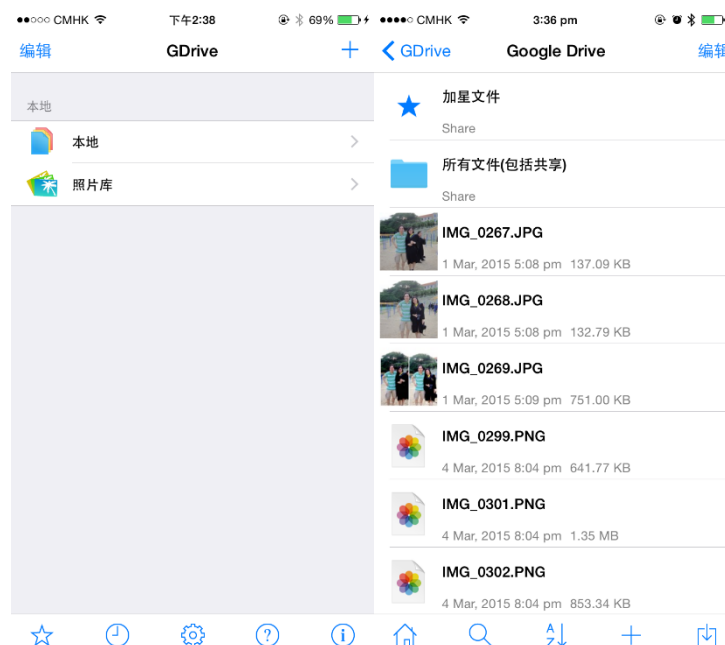 CMHK 下午2:38 69%
编辑 GDrive
本地
本地
照片库
CMHK 3:36 pm
GDrive Google Drive 编辑
加星文件
Share
所有文件(包括共享)
Share
IMG_0267.JPG
1 Mar, 2015 5:08 pm 137.09 KB
IMG_0268.JPG
1 Mar, 2015 5:08 pm 132.79 KB
IMG_0269.JPG
1 Mar, 2015 5:09 pm 751.00 KB
IMG_0299.PNG
4 Mar, 2015 8:04 pm 641.77 KB
IMG_0301.PNG
4 Mar, 2015 8:04 pm 1.35 MB
IMG_0302.PNG
4 Mar, 2015 8:04 pm 853.34 KB